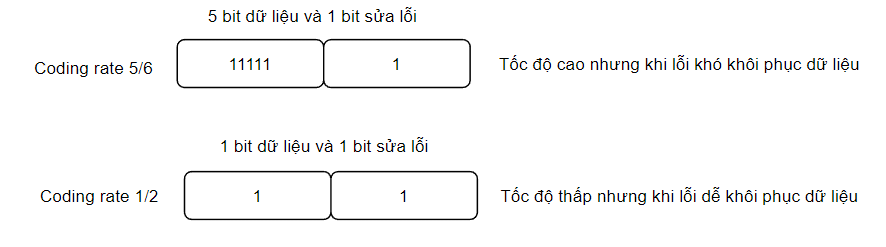 5 bit dữ liệu và 1 bit sửa lỗi
Coding rate 5/6 11111 1 Tốc độ cao nhưng khi lỗi khó khôi phục dữ liệu
1 bit dữ liệu và 1 bit sửa lỗi
Coding rate 1/2 1 1 Tốc độ thấp nhưng khi lỗi dễ khôi phục dữ liệu